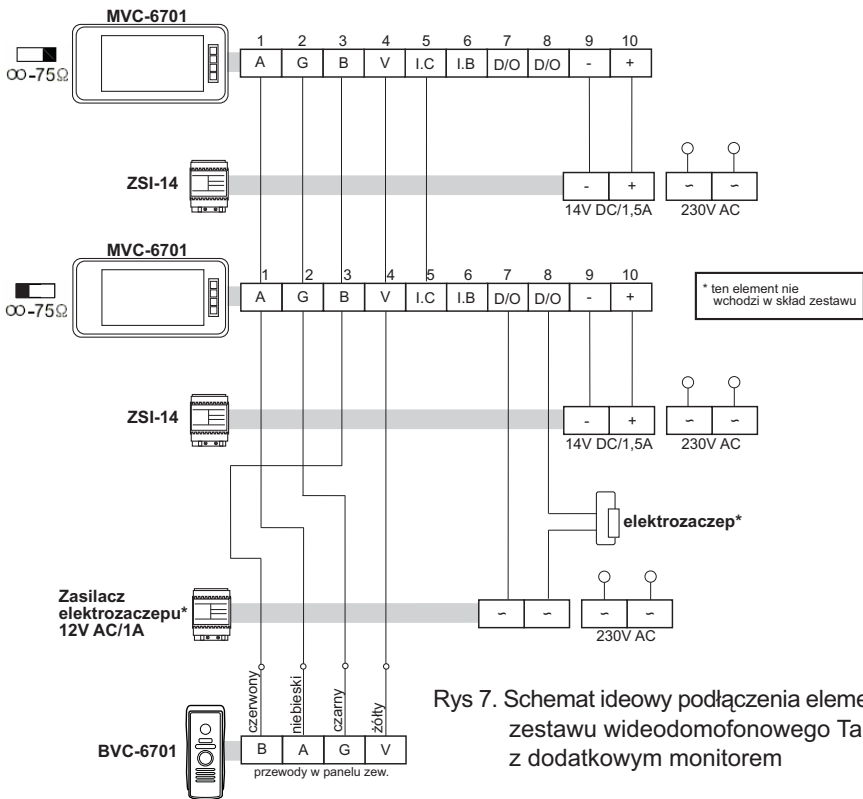 MVC-6701
∞-75Ω
1 2 3 4 5 6 7 8 9 10
A G B V I.C I.B D/O D/O - +
ZSI-14
- + ~ ~
14V DC/1,5A 230V AC
MVC-6701
∞-75Ω
1 2 3 4 5 6 7 8 9 10
A G B V I.C I.B D/O D/O - +
* ten element nie
wchodzi w skład zestawu
ZSI-14
- + ~ ~
14V DC/1,5A 230V AC
elektrozaczep*
Zasilacz
elektrozaczepu*
12V AC/1A
~ ~ ~ ~
230V AC
czerwony
niebieski
czarny
żółty
BVC-6701
B A G V
przewody w panelu zew.
Rys 7. Schemat ideowy podłączenia eleme
zestawu wideodomofonowego Ta
z dodatkowym monitorem